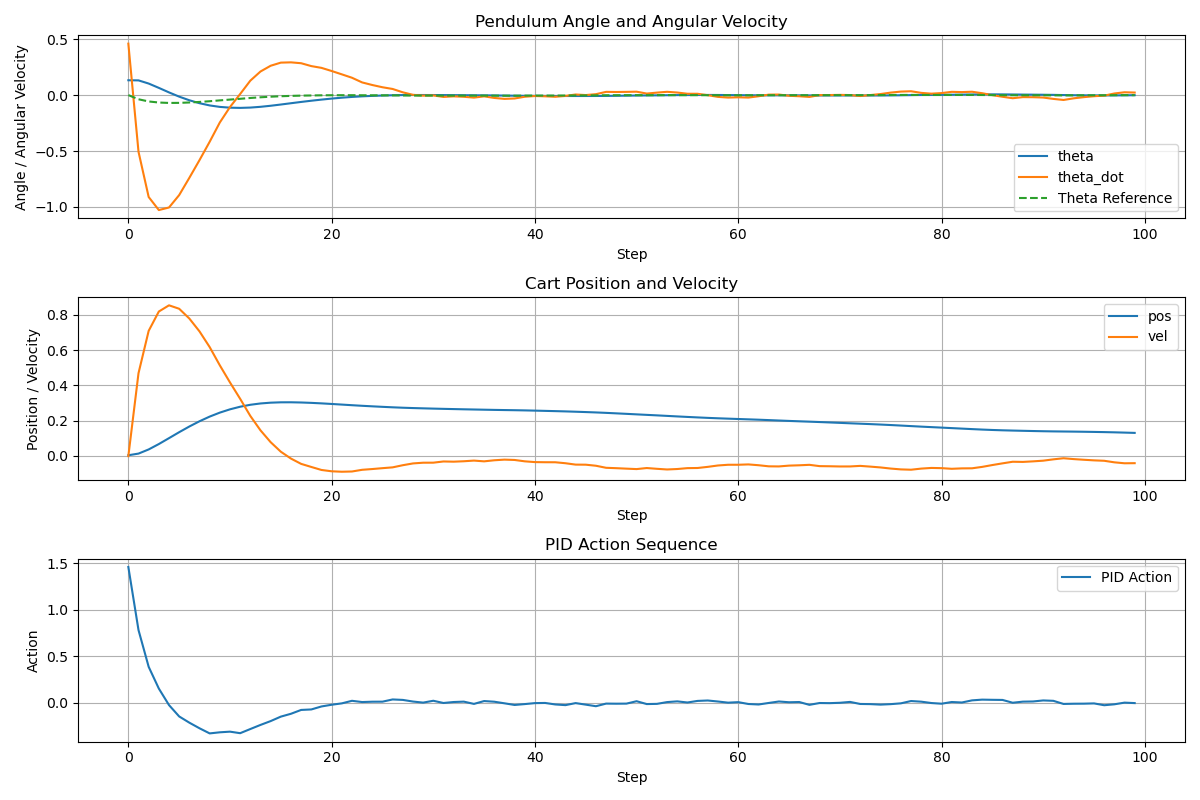 Pendulum Angle and Angular Velocity
Angle / Angular Velocity
0.5
0.0
−0.5
−1.0
theta
theta_dot
Theta Reference
0 20 40 60 80 100
Step
Cart Position and Velocity
Position / Velocity
0.8
0.6
0.4
0.2
0.0
pos
vel
0 20 40 60 80 100
Step
PID Action Sequence
Action
1.5
1.0
0.5
0.0
PID Action
0 20 40 60 80 100
Step